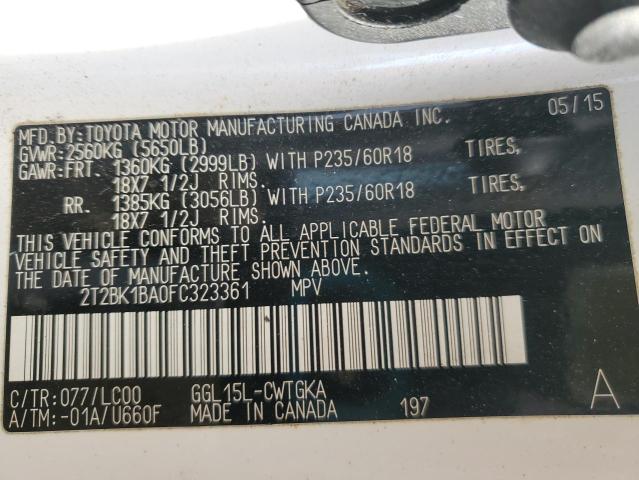 05/15
MFD.BY:TOYOTA MOTOR MANUFACTURING CANADA INC.
GVWR:2560KG (5650LB)
GAWR:FRT. 1360KG (2999LB) WITH P235/60R18 TIRES,
18X7 1/2J RIMS.
RR. 1385KG (3056LB) WITH P235/60R18 TIRES,
18X7 1/2J RIMS.
THIS VEHICLE CONFORMS TO ALL APPLICABLE FEDERAL MOTOR
VEHICLE SAFETY AND THEFT PREVENTION STANDARDS IN EFFECT ON
THE DATE OF MANUFACTURE SHOWN ABOVE.
2T2BK1BA0FC323361 MPV
C/TR:077/LC00 GGL15L-CWTGKA A
A/TM:-01A/U660F MADE IN CANADA 197